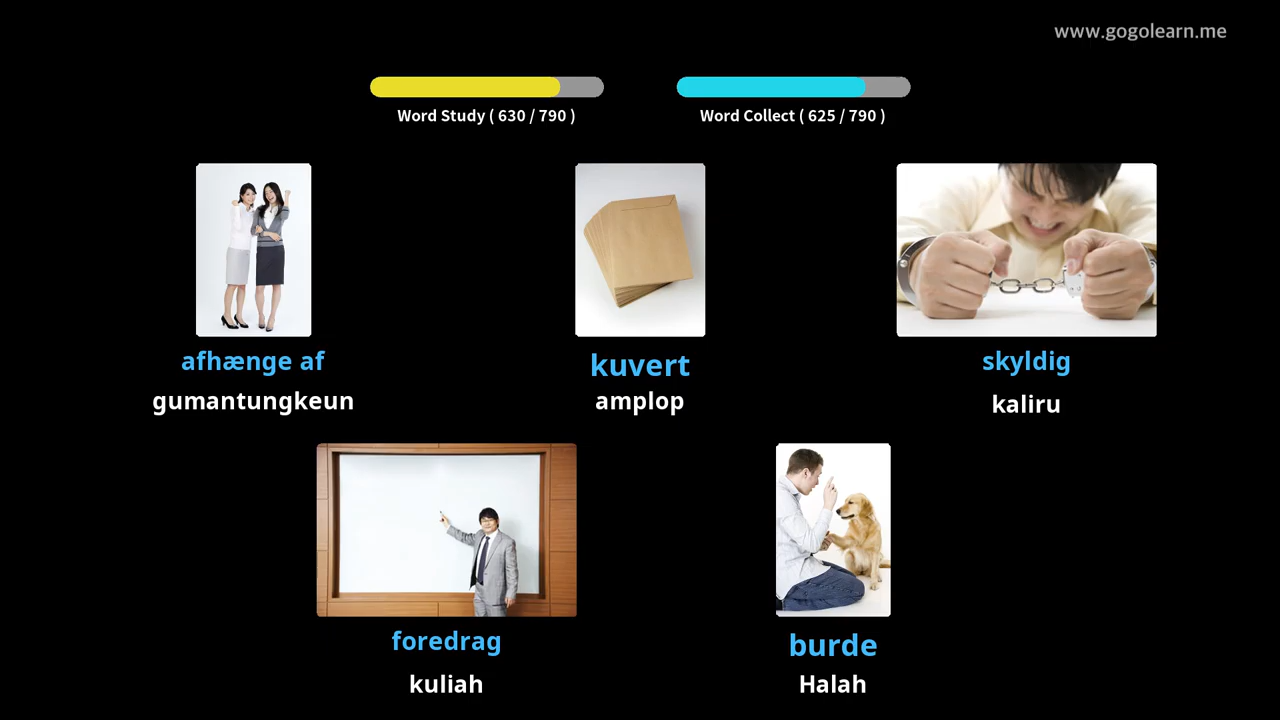 www.gogolearn.me
Word Study ( 630 / 790 )
Word Collect ( 625 / 790 )
afhænge af
gumantungkeun
kuvert
amplop
skyldig
kaliru
foredrag
kuliah
burde
Halah